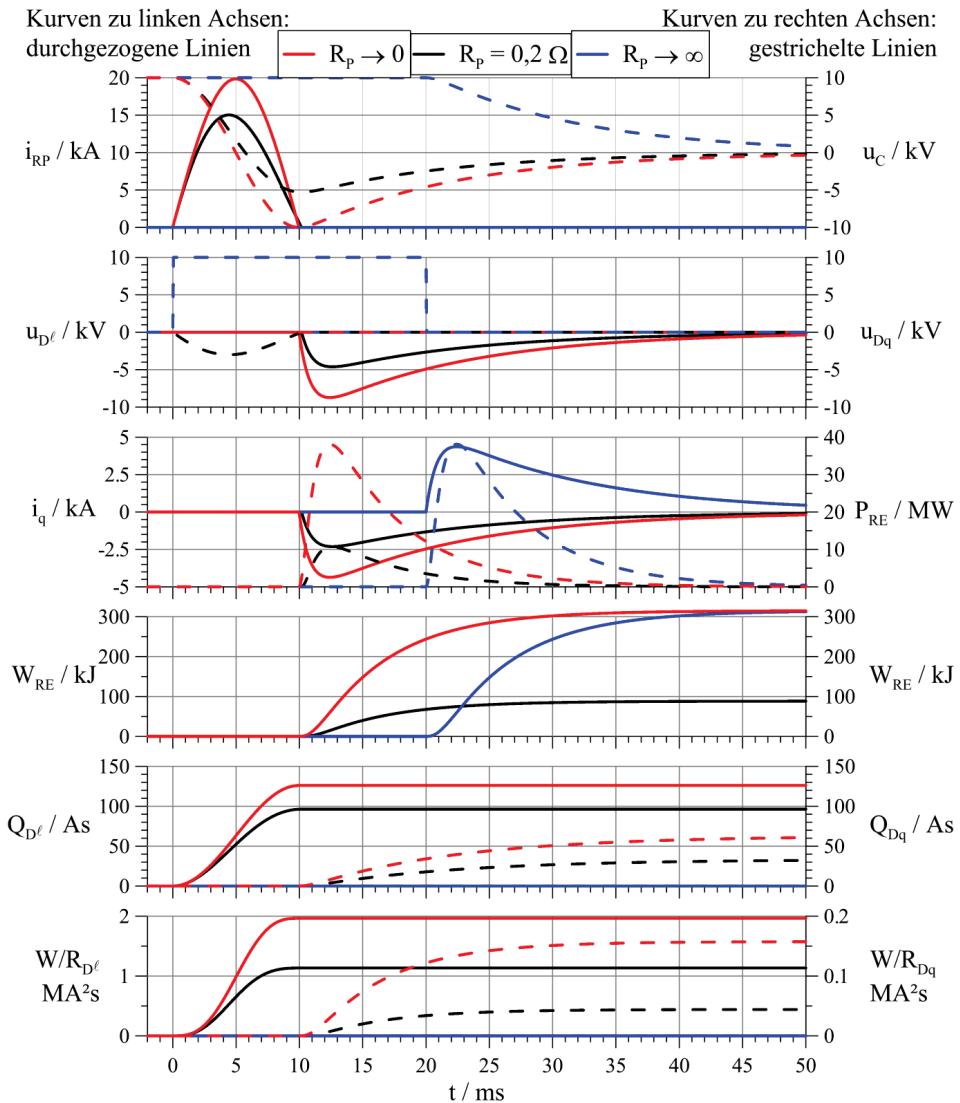 Kurven zu linken Achsen:
durchgezogene Linien
Kurven zu rechten Achsen:
gestrichelte Linien
R_P → 0
R_P = 0,2 Ω
R_P → ∞
20
15
10
5
0
i_RP / kA
10
5
0
-5
-10
u_C / kV
10
5
0
-5
-10
u_Dℓ / kV
10
5
0
-5
-10
u_Dq / kV
5
2.5
0
-2.5
-5
i_q / kA
40
30
20
10
0
P_RE / MW
300
200
100
0
W_RE / kJ
300
200
100
0
W_RE / kJ
150
100
50
0
Q_Dℓ / As
150
100
50
0
Q_Dq / As
2
1
0
W/R_Dℓ
MA²s
0.2
0.1
0
W/R_Dq
MA²s
0 5 10 15 20 25 30 35 40 45 50
t / ms